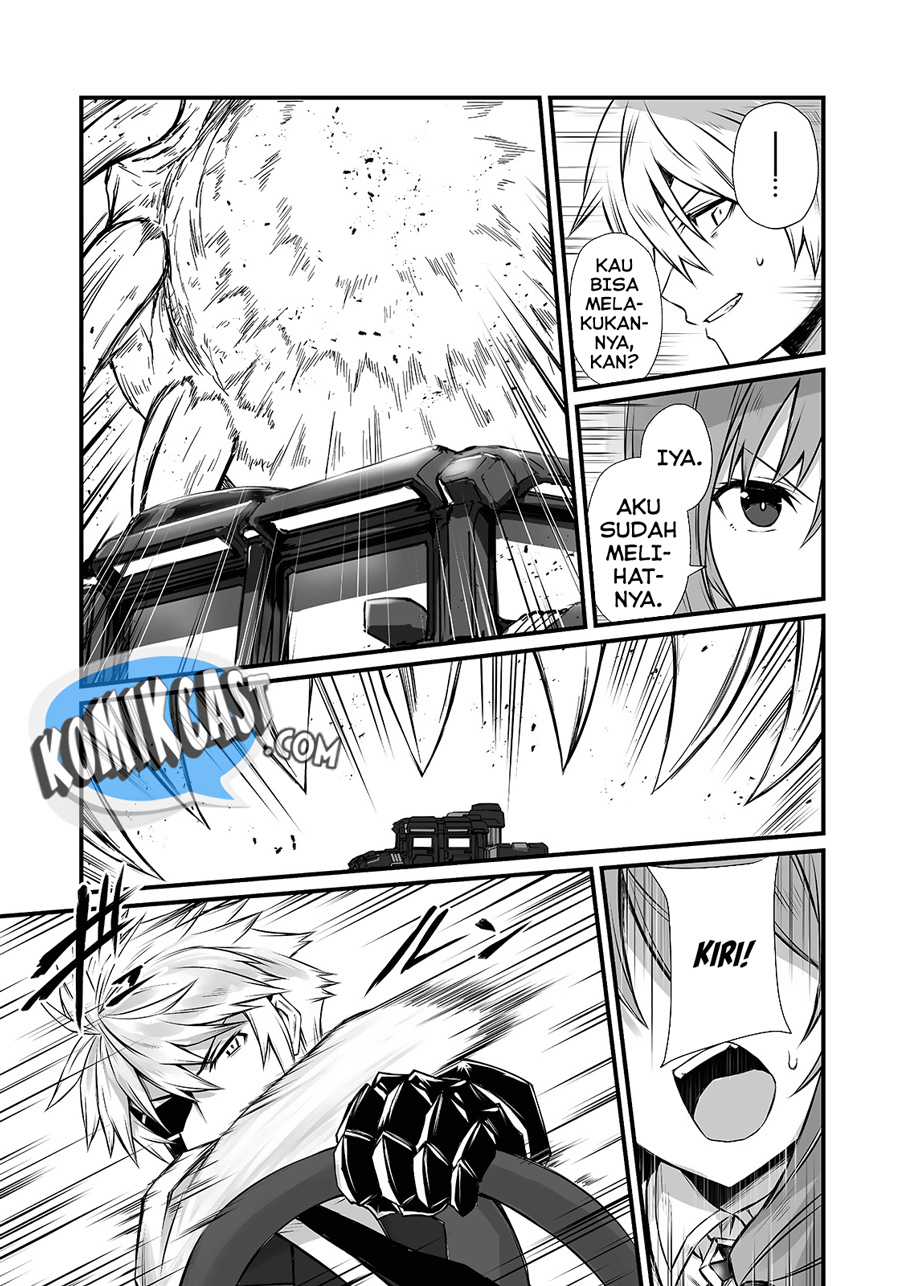 !....
KAU
BISA
MELA-
KUKAN-
NYA,
KAN?
IYA.
AKU
SUDAH
MELI-
HAT-
NYA.
KOMIKCAST
.COM
KIRI!